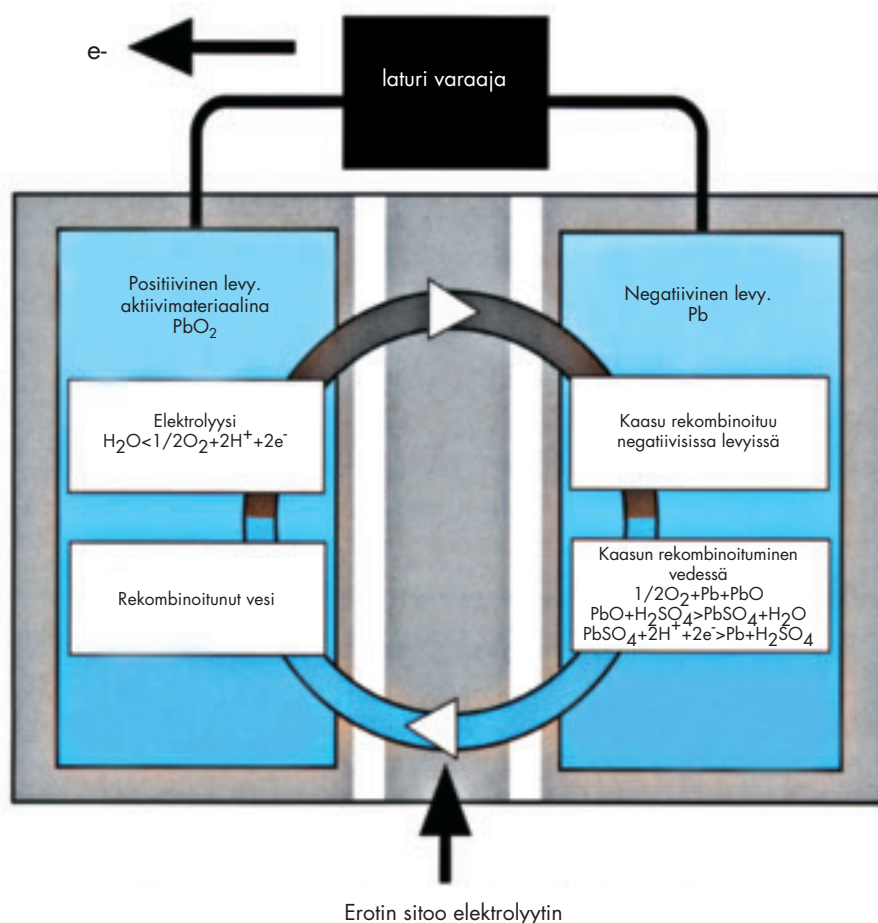 e-
laturi varaaja
Positiivinen levy.
aktiivimateriaalina
PbO₂
Negatiivinen levy.
Pb
Elektrolyysi
H₂O<1/2O₂+2H⁺+2e⁻
Kaasu rekombinoituu
negatiivisissa levyissä
Rekombinoitunut vesi
Kaasun rekombinoituminen
vedessä
1/2O₂+Pb+PbO
PbO+H₂SO₄>PbSO₄+H₂O
PbSO₄+2H⁺+2e⁻>Pb+H₂SO₄
Erotin sitoo elektrolyytin